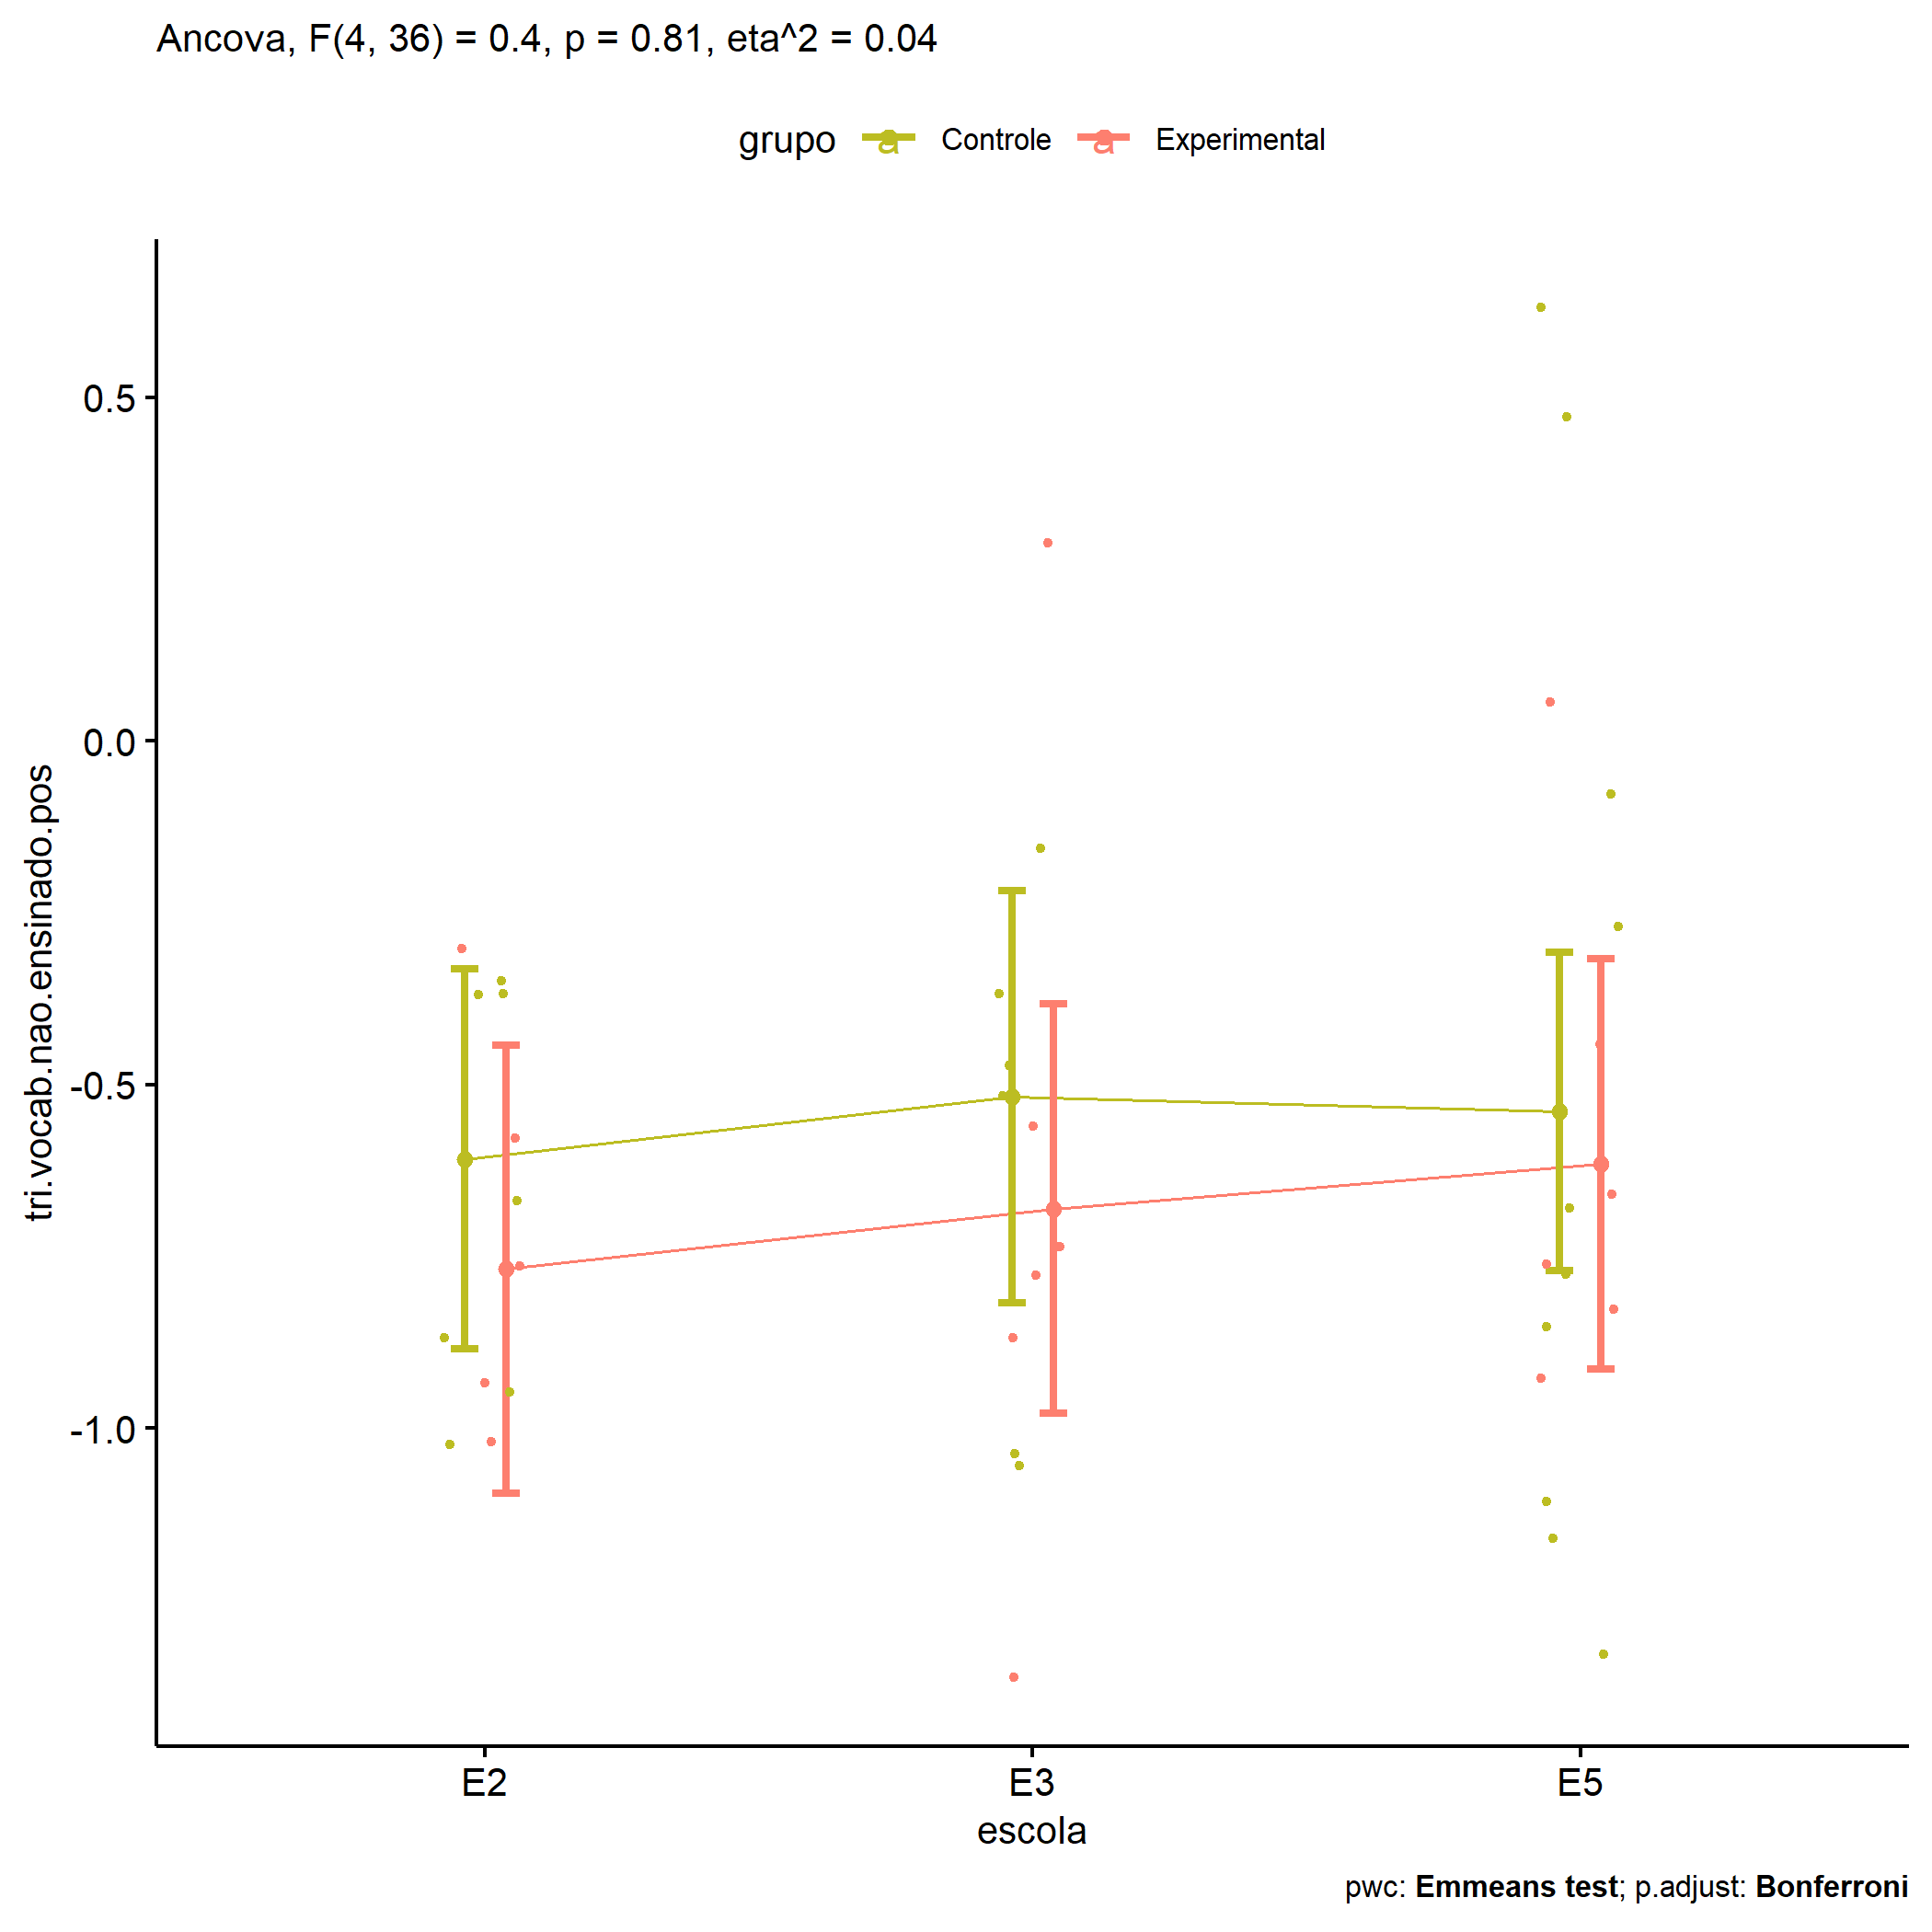 Ancova, F(4, 36) = 0.4, p = 0.81, eta^2 = 0.04
grupo a Controle a Experimental
0.5
0.0
-0.5
-1.0
tri.vocab.nao.ensinado.pos
E2 E3 E5
escola
pwc: Emmeans test; p.adjust: Bonferroni